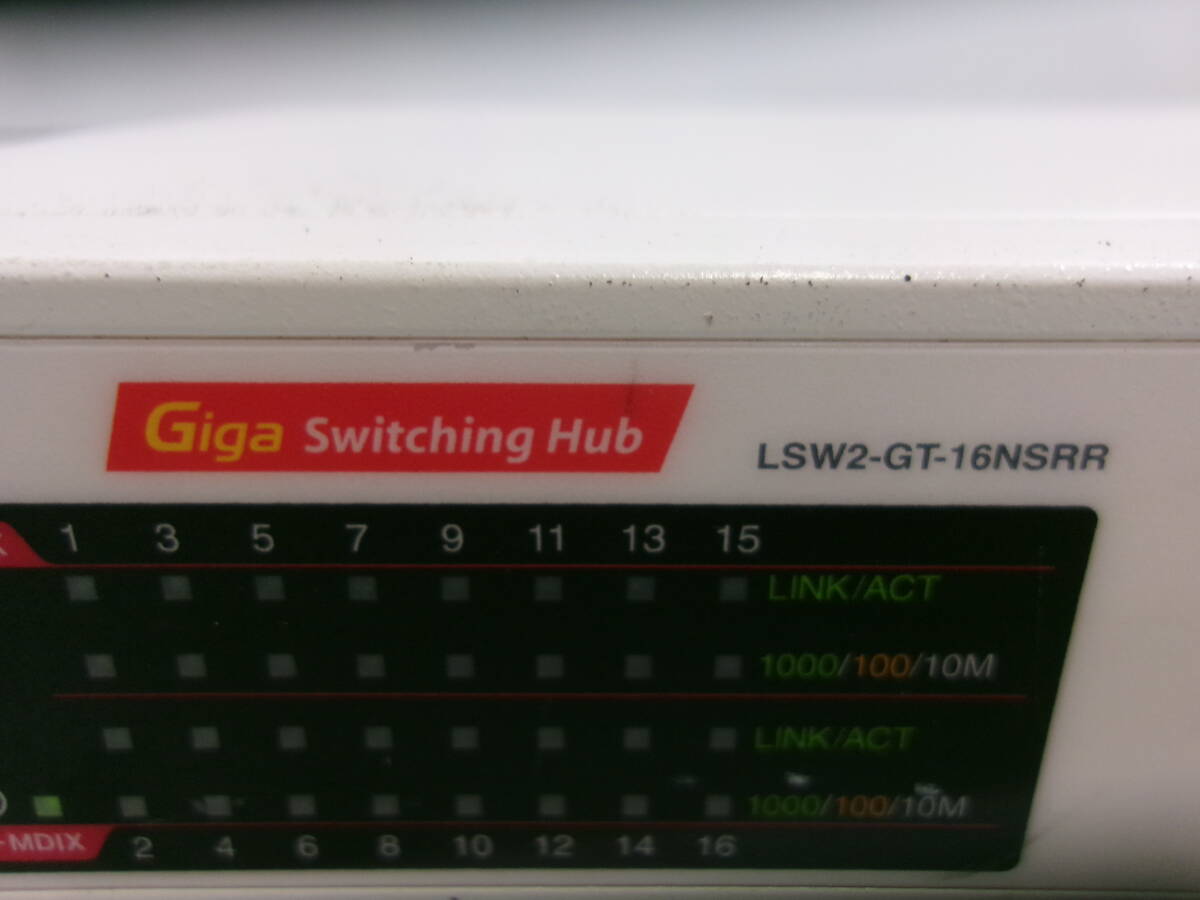 Giga Switching Hub
LSW2-GT-16NSRR
1 3 5 7 9 11 13 15
LINK/ACT
1000/100/10M
LINK/ACT
1000/100/10M
-MDIX 2 4 6 8 10 12 14 16